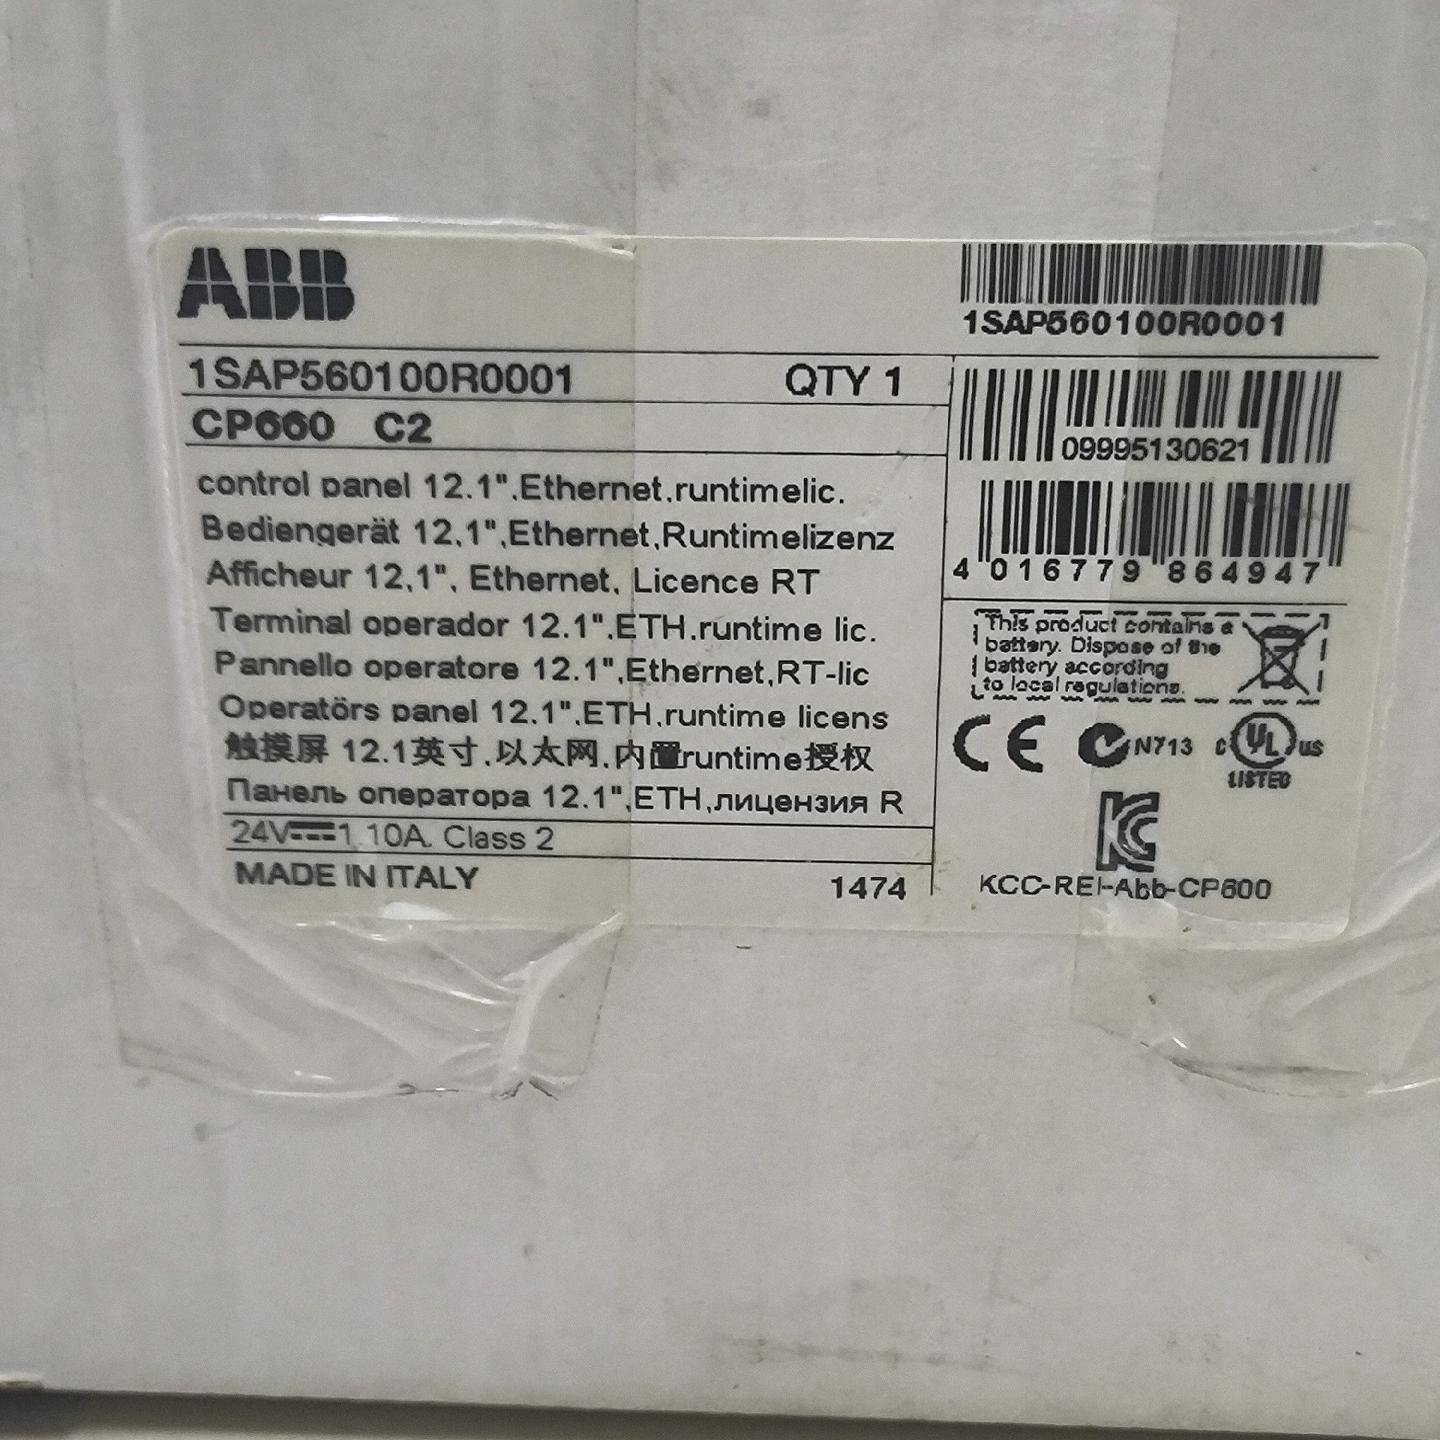 ABB
1SAP560100R0001
1SAP560100R0001 QTY 1
CP660 C2
09995130621
4 016779 864947
control panel 12.1",Ethernet,runtimelic.
Bediengerät 12,1",Ethernet,Runtimelizenz
Afficheur 12,1", Ethernet, Licence RT
Terminal operador 12.1",ETH.runtime lic.
Pannello operatore 12.1",Ethernet,RT-lic
Operatörs panel 12.1",ETH,runtime licens
触摸屏 12.1英寸,以太网,内置runtime授权
Панель оператора 12.1",ETH,лицензия R
24V 1.10A. Class 2
MADE IN ITALY 1474
This product contains a
battery. Dispose of the
battery according
to local regulations.
CE N713 c UL us
LISTED
KC
KCC-REI-Abb-CP600